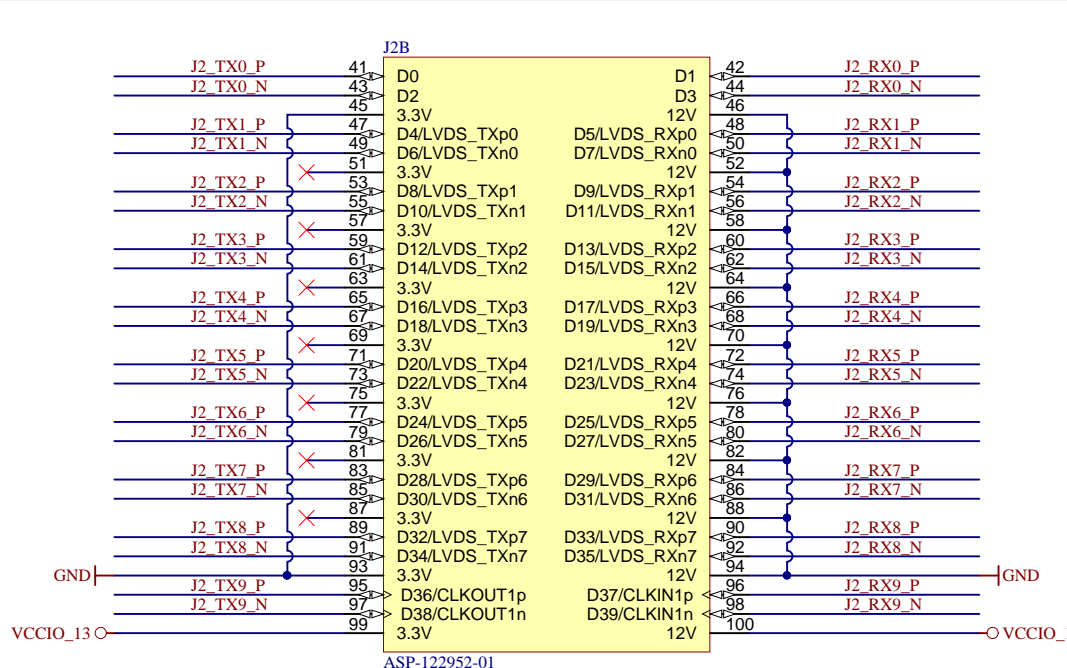 J2B
J2_TX0_P 41 D0 D1 42 J2_RX0_P
J2_TX0_N 43 D2 D3 44 J2_RX0_N
45 3.3V 12V 46
J2_TX1_P 47 D4/LVDS_TXp0 D5/LVDS_RXp0 48 J2_RX1_P
J2_TX1_N 49 D6/LVDS_TXn0 D7/LVDS_RXn0 50 J2_RX1_N
51 3.3V 12V 52
J2_TX2_P 53 D8/LVDS_TXp1 D9/LVDS_RXp1 54 J2_RX2_P
J2_TX2_N 55 D10/LVDS_TXn1 D11/LVDS_RXn1 56 J2_RX2_N
57 3.3V 12V 58
J2_TX3_P 59 D12/LVDS_TXp2 D13/LVDS_RXp2 60 J2_RX3_P
J2_TX3_N 61 D14/LVDS_TXn2 D15/LVDS_RXn2 62 J2_RX3_N
63 3.3V 12V 64
J2_TX4_P 65 D16/LVDS_TXp3 D17/LVDS_RXp3 66 J2_RX4_P
J2_TX4_N 67 D18/LVDS_TXn3 D19/LVDS_RXn3 68 J2_RX4_N
69 3.3V 12V 70
J2_TX5_P 71 D20/LVDS_TXp4 D21/LVDS_RXp4 72 J2_RX5_P
J2_TX5_N 73 D22/LVDS_TXn4 D23/LVDS_RXn4 74 J2_RX5_N
75 3.3V 12V 76
J2_TX6_P 77 D24/LVDS_TXp5 D25/LVDS_RXp5 78 J2_RX6_P
J2_TX6_N 79 D26/LVDS_TXn5 D27/LVDS_RXn5 80 J2_RX6_N
81 3.3V 12V 82
J2_TX7_P 83 D28/LVDS_TXp6 D29/LVDS_RXp6 84 J2_RX7_P
J2_TX7_N 85 D30/LVDS_TXn6 D31/LVDS_RXn6 86 J2_RX7_N
87 3.3V 12V 88
J2_TX8_P 89 D32/LVDS_TXp7 D33/LVDS_RXp7 90 J2_RX8_P
J2_TX8_N 91 D34/LVDS_TXn7 D35/LVDS_RXn7 92 J2_RX8_N
GND 93 3.3V 12V 94 GND
J2_TX9_P 95 D36/CLKOUT1p D37/CLKIN1p 96 J2_RX9_P
J2_TX9_N 97 D38/CLKOUT1n D39/CLKIN1n 98 J2_RX9_N
VCCIO_13 99 3.3V 12V 100 VCCIO_
ASP-122952-01